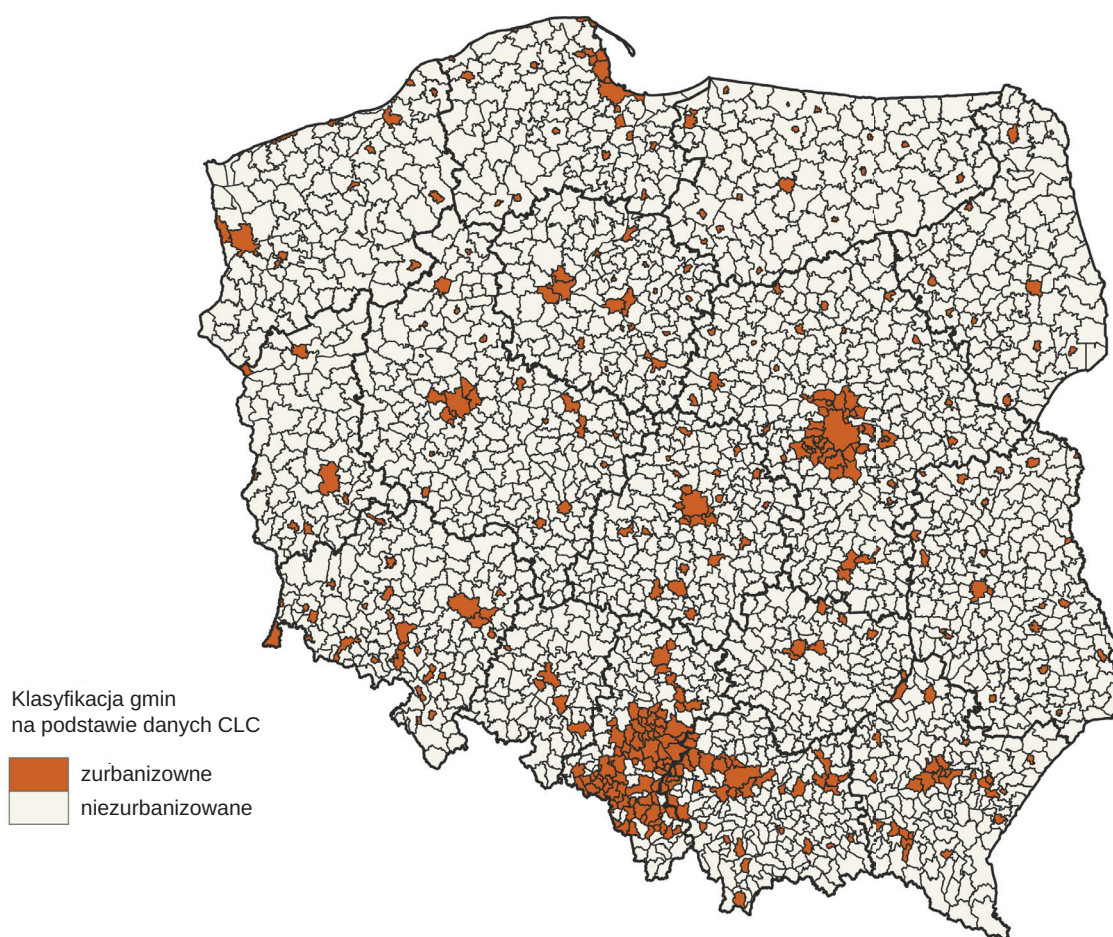 Klasyfikacja gmin
na podstawie danych CLC
zurbanizowne
niezurbanizowane